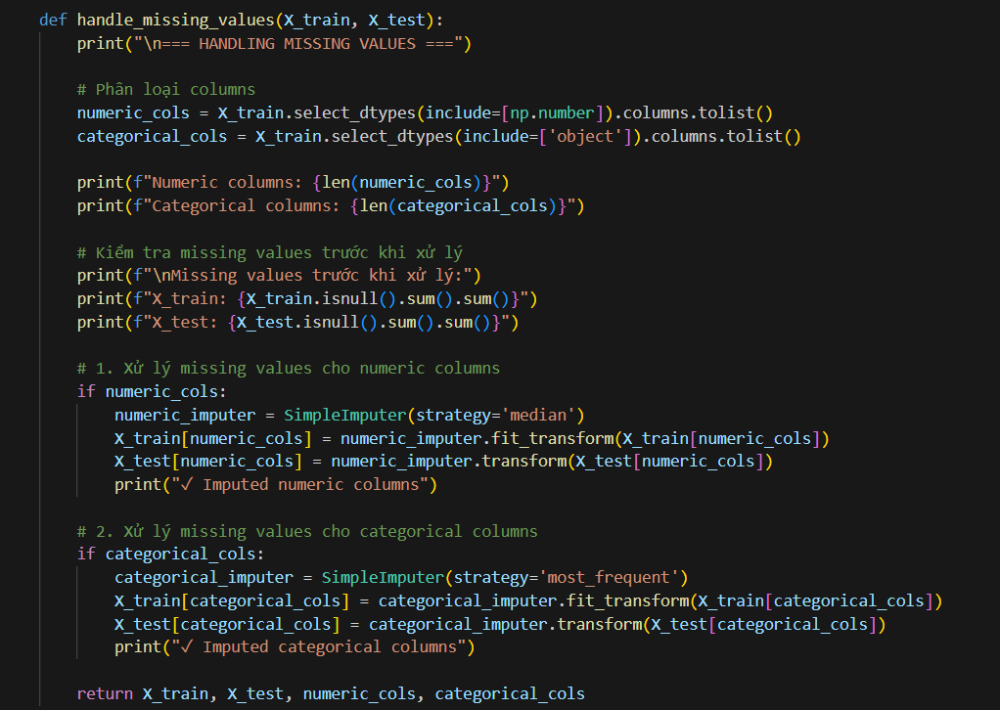 def handle_missing_values(X_train, X_test):
    print("\n=== HANDLING MISSING VALUES ===")
    # Phân loại columns
    numeric_cols = X_train.select_dtypes(include=[np.number]).columns.tolist()
    categorical_cols = X_train.select_dtypes(include=['object']).columns.tolist()
    print(f"Numeric columns: {len(numeric_cols)}")
    print(f"Categorical columns: {len(categorical_cols)}")
    # Kiểm tra missing values trước khi xử lý
    print(f"\nMissing values trước khi xử lý:")
    print(f"X_train: {X_train.isnull().sum().sum()}")
    print(f"X_test: {X_test.isnull().sum().sum()}")
    # 1. Xử lý missing values cho numeric columns
    if numeric_cols:
        numeric_imputer = SimpleImputer(strategy='median')
        X_train[numeric_cols] = numeric_imputer.fit_transform(X_train[numeric_cols])
        X_test[numeric_cols] = numeric_imputer.transform(X_test[numeric_cols])
        print("✓ Imputed numeric columns")
    # 2. Xử lý missing values cho categorical columns
    if categorical_cols:
        categorical_imputer = SimpleImputer(strategy='most_frequent')
        X_train[categorical_cols] = categorical_imputer.fit_transform(X_train[categorical_cols])
        X_test[categorical_cols] = categorical_imputer.transform(X_test[categorical_cols])
        print("✓ Imputed categorical columns")
    return X_train, X_test, numeric_cols, categorical_cols